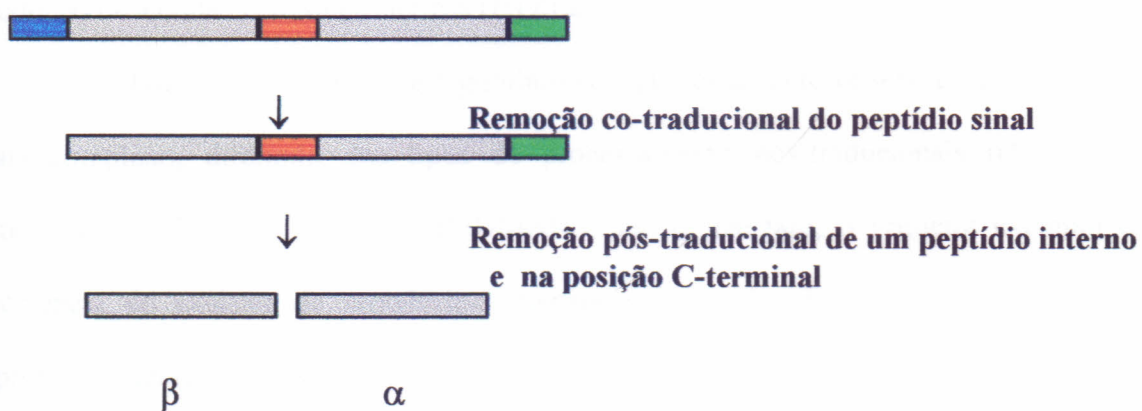 Remoção co-traducional do peptídio sinal
Remoção pós-traducional de um peptídio interno
e na posição C-terminal
β α